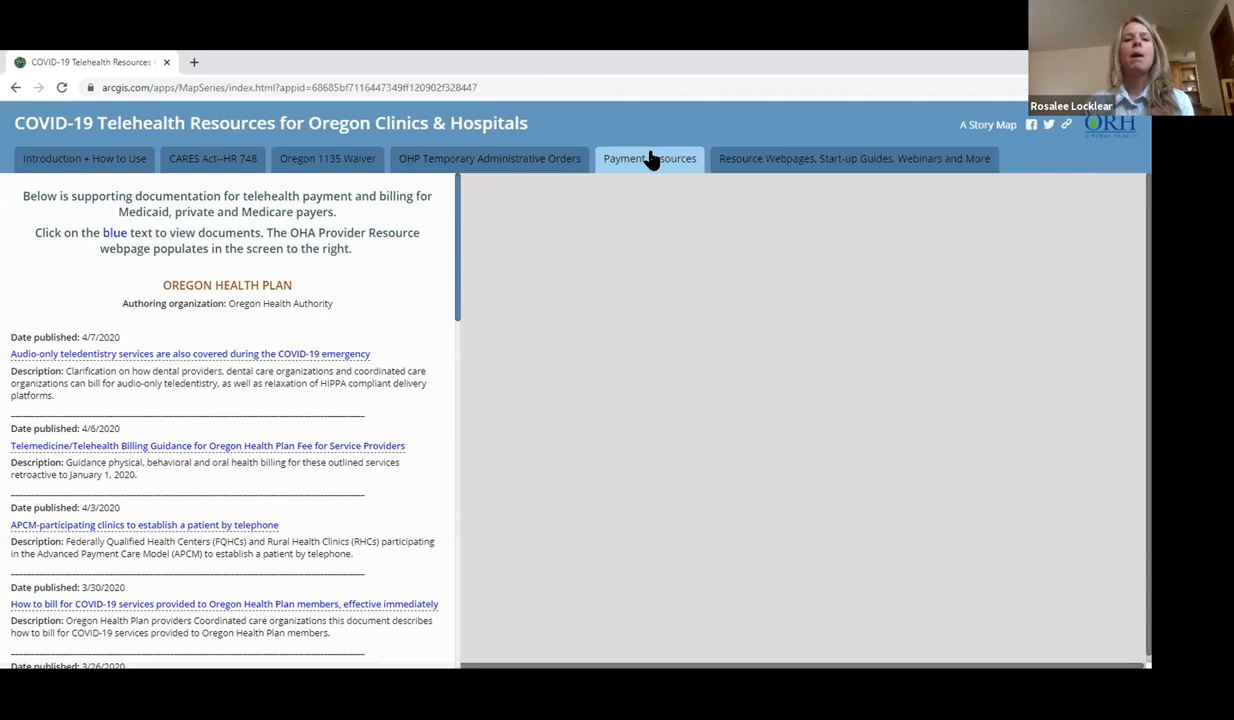 COVID-19 Telehealth Resources
arcgis.com/apps/MapSeries/index.html?appid=68685bf7116447349ff120902f328447
Rosalee Locklear
COVID-19 Telehealth Resources for Oregon Clinics & Hospitals
A Story Map
ORH
Introduction + How to Use
CARES Act--HR 748
Oregon 1135 Waiver
OHP Temporary Administrative Orders
Payment Resources
Resource Webpages, Start-up Guides, Webinars and More
Below is supporting documentation for telehealth payment and billing for
Medicaid, private and Medicare payers.
Click on the blue text to view documents. The OHA Provider Resource
webpage populates in the screen to the right.
OREGON HEALTH PLAN
Authoring organization: Oregon Health Authority
Date published: 4/7/2020
Audio-only teledentistry services are also covered during the COVID-19 emergency
Description: Clarification on how dental providers, dental care organizations and coordinated care
organizations can bill for audio-only teledentistry, as well as relaxation of HIPPA compliant delivery
platforms.
Date published: 4/6/2020
Telemedicine/Telehealth Billing Guidance for Oregon Health Plan Fee for Service Providers
Description: Guidance physical, behavioral and oral health billing for these outlined services
retroactive to January 1, 2020.
Date published: 4/3/2020
APCM-participating clinics to establish a patient by telephone
Description: Federally Qualified Health Centers (FQHCs) and Rural Health Clinics (RHCs) participating
in the Advanced Payment Care Model (APCM) to establish a patient by telephone.
Date published: 3/30/2020
How to bill for COVID-19 services provided to Oregon Health Plan members, effective immediately
Description: Oregon Health Plan providers Coordinated care organizations this document describes
how to bill for COVID-19 services provided to Oregon Health Plan members.
Date published: 3/26/2020